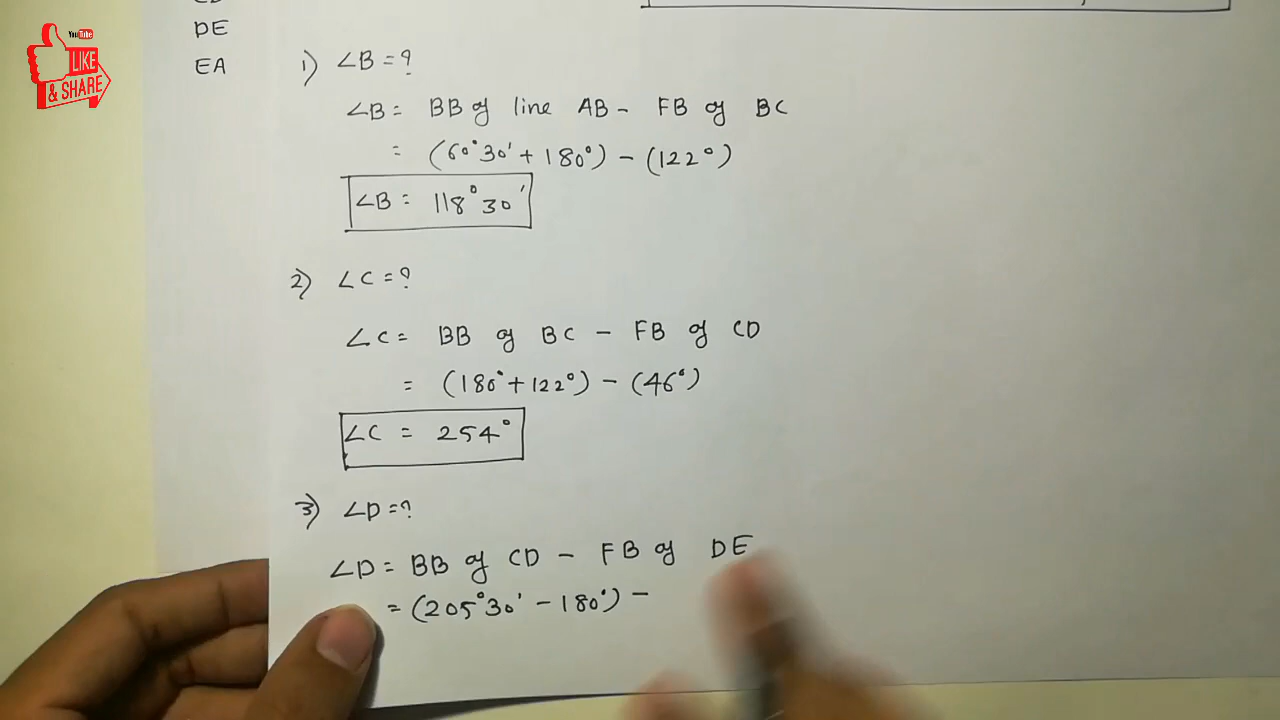 YouTube
LIKE
& SHARE
DE
EA
1) ∠B = ?
∠B = BB of line AB - FB of BC
= (60°30' + 180°) - (122°)
∠B = 118°30'
2) ∠C = ?
∠C = BB of BC - FB of CD
= (180° + 122°) - (46°)
∠C = 254°
3) ∠D = ?
∠D = BB of CD - FB of DE
= (205°30' - 180°) -